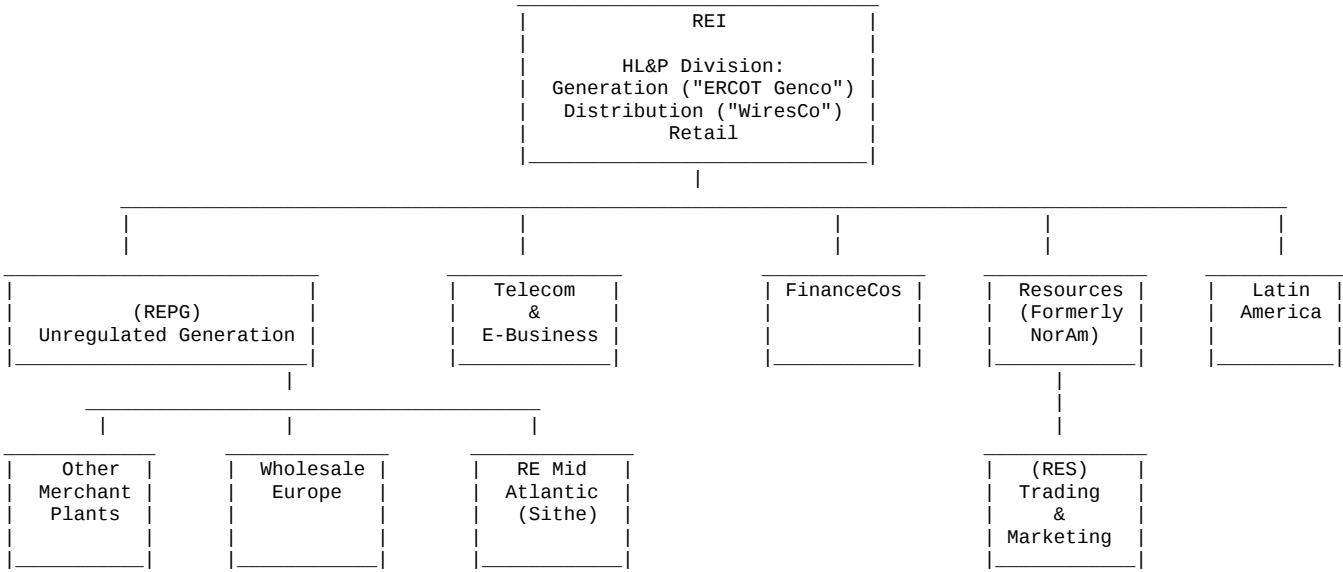 REI
HL&P Division:
Generation ("ERCOT Genco")
Distribution ("WiresCo")
Retail
(REPG)
Unregulated Generation
Telecom
&
E-Business
FinanceCos
Resources
(Formerly
NorAm)
Latin
America
Other
Merchant
Plants
Wholesale
Europe
RE Mid
Atlantic
(Sithe)
(RES)
Trading
&
Marketing